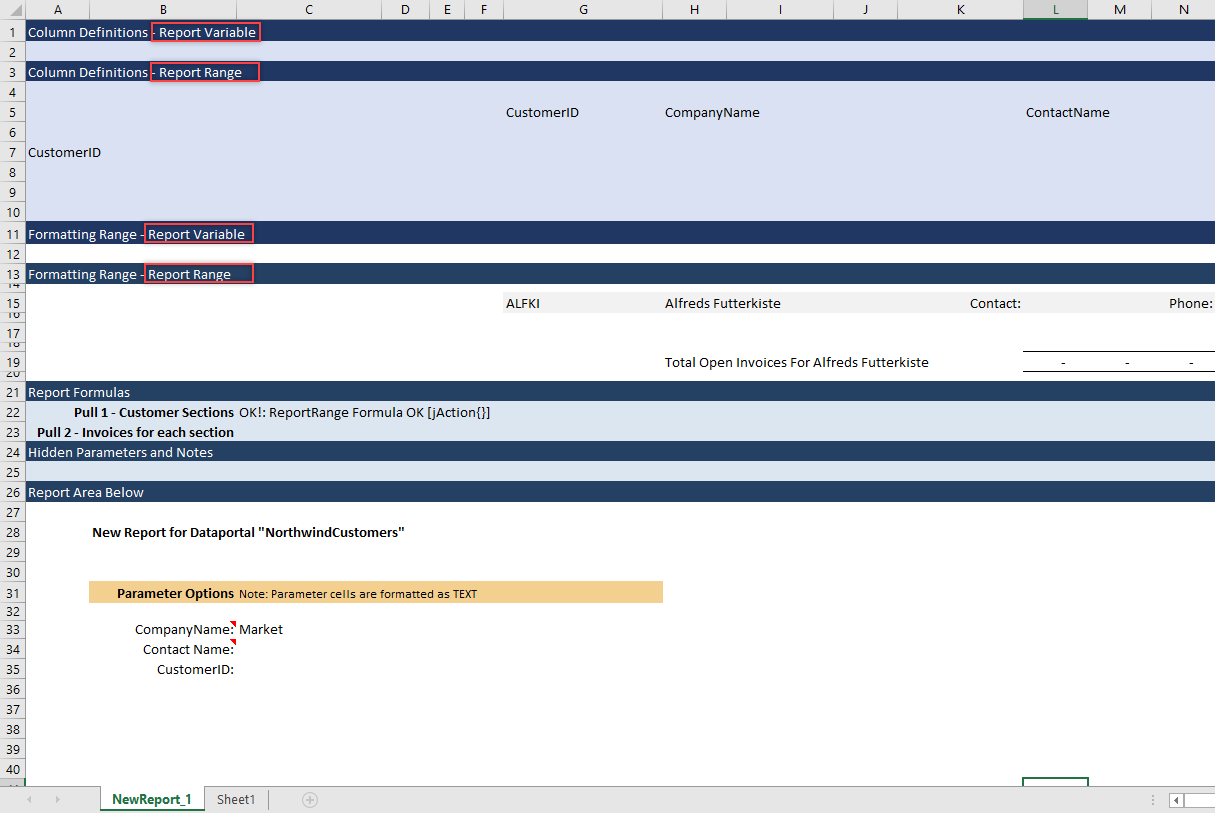 A B C D E F G H I J K L M N
1 Column Definitions - Report Variable
2
3 Column Definitions - Report Range
4
5 CustomerID CompanyName ContactName
6
7 CustomerID
8
9
10
11 Formatting Range - Report Variable
12
13 Formatting Range - Report Range
14
15 ALFKI Alfreds Futterkiste Contact: Phone:
16
17
18
19 Total Open Invoices For Alfreds Futterkiste - - -
20
21 Report Formulas
22 Pull 1 - Customer Sections OK!: ReportRange Formula OK [jAction{}]
23 Pull 2 - Invoices for each section
24 Hidden Parameters and Notes
25
26 Report Area Below
27
28 New Report for Dataportal "NorthwindCustomers"
29
30
31 Parameter Options Note: Parameter cells are formatted as TEXT
32
33 CompanyName: Market
34 Contact Name:
35 CustomerID:
36
37
38
39
40
NewReport_1 Sheet1